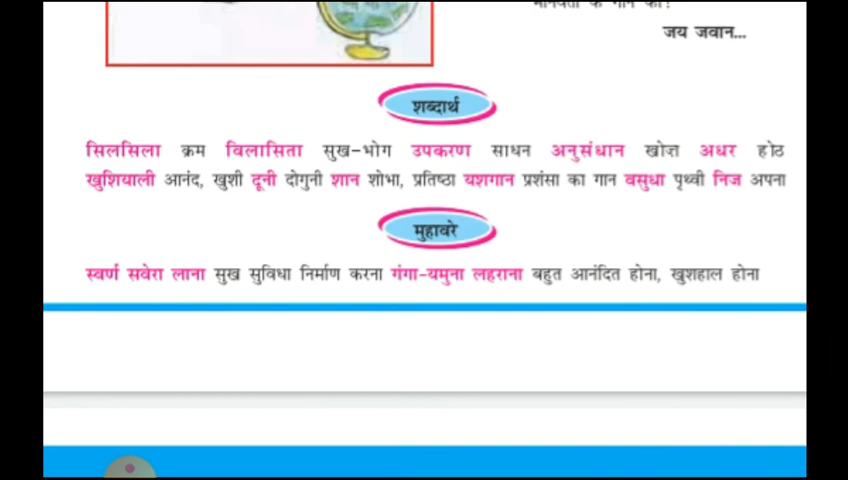 जय जवान...
शब्दार्थ
सिलसिला क्रम विलासिता सुख-भोग उपकरण साधन अनुसंधान खोज अधर होठ
खुशियाली आनंद, खुशी दूनी दोगुनी शान शोभा, प्रतिष्ठा यशगान प्रशंसा का गान वसुधा पृथ्वी निज अपना
मुहावरे
स्वर्ण सवेरा लाना सुख सुविधा निर्माण करना गंगा-यमुना लहराना बहुत आनंदित होना, खुशहाल होना